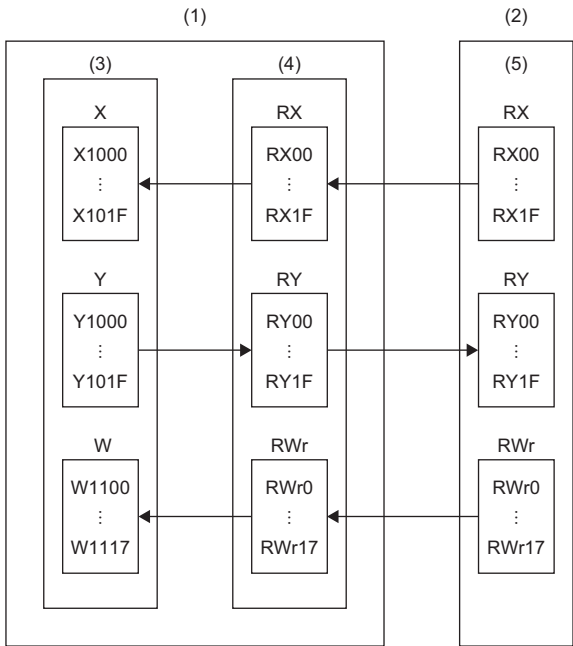 (1) (2)
(3) (4) (5)
X RX RX
X1000 RX00 RX00
⋮ ⋮ ⋮
X101F RX1F RX1F
Y RY RY
Y1000 RY00 RY00
⋮ ⋮ ⋮
Y101F RY1F RY1F
W RWr RWr
W1100 RWr0 RWr0
⋮ ⋮ ⋮
W1117 RWr17 RWr17